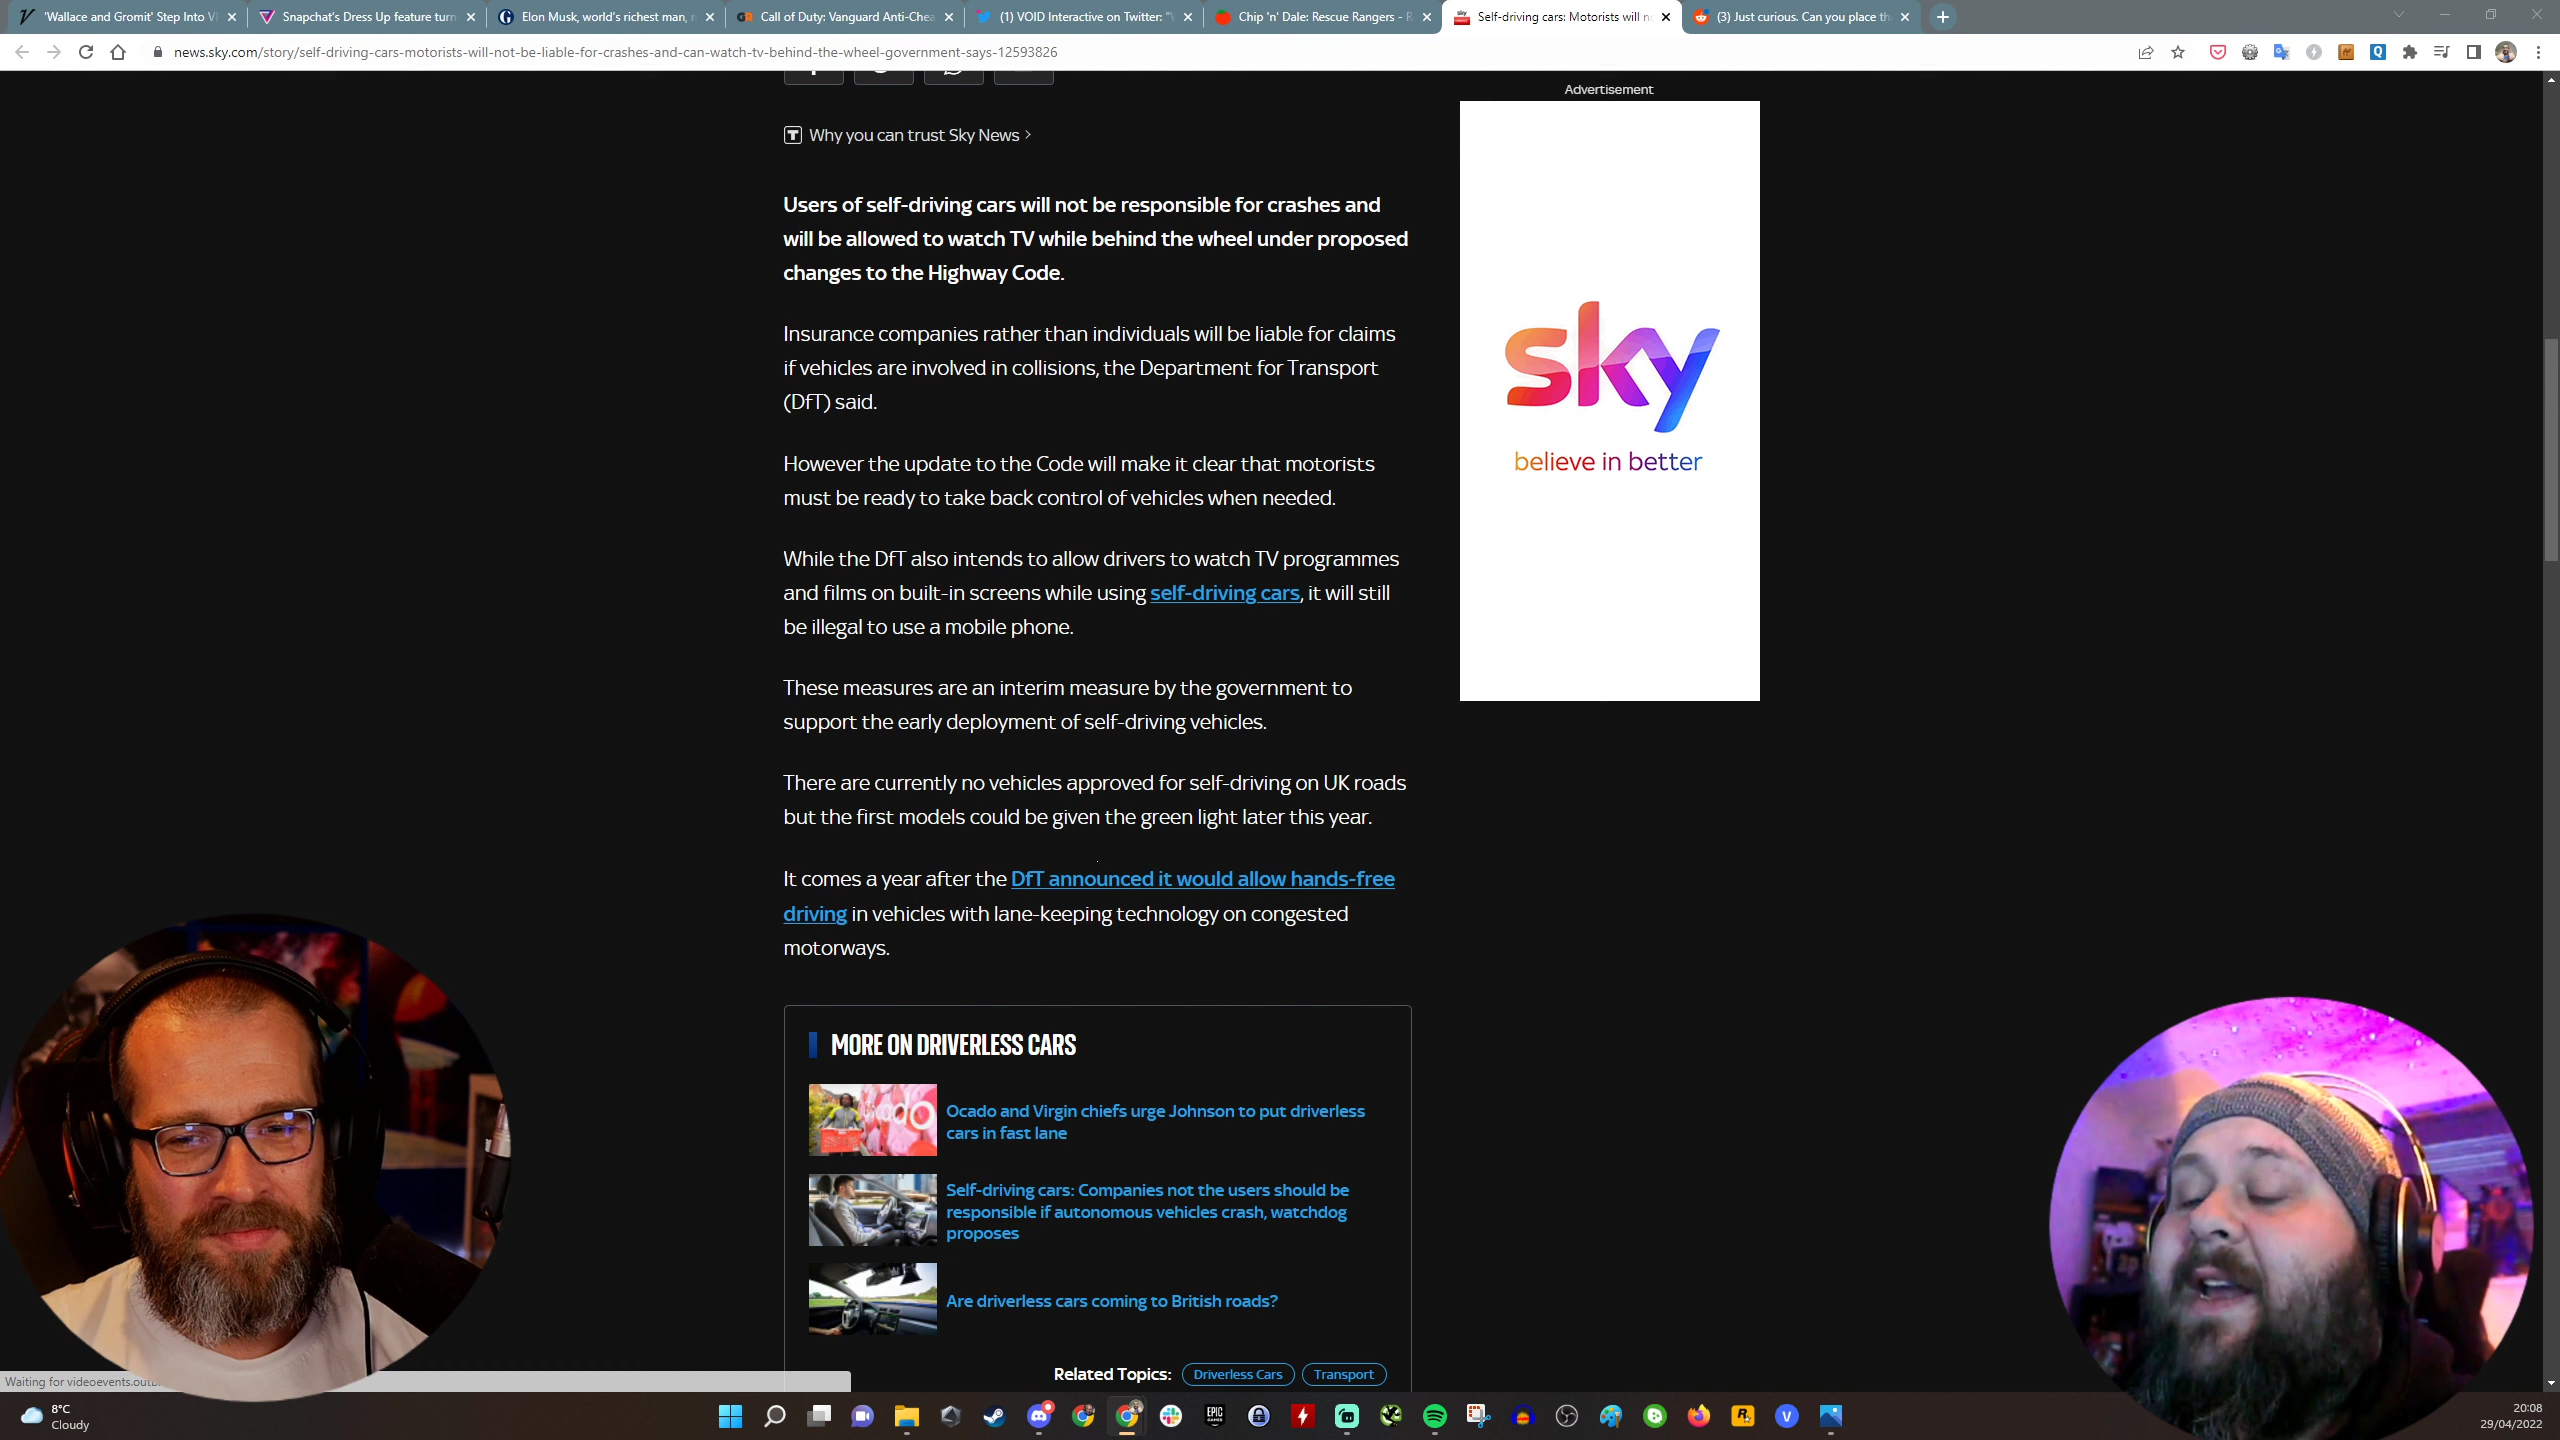 'Wallace and Gromit' Step Into V
Snapchat's Dress Up feature turn
Elon Musk, world's richest man,
Call of Duty: Vanguard Anti-Chea
(1) VOID Interactive on Twitter:
Chip 'n' Dale: Rescue Rangers -
Self-driving cars: Motorists will
(3) Just curious. Can you place
news.sky.com/story/self-driving-cars-motorists-will-not-be-liable-for-crashes-and-can-watch-tv-behind-the-wheel-government-says-12593826
Advertisement
Why you can trust Sky News >
Users of self-driving cars will not be responsible for crashes and
will be allowed to watch TV while behind the wheel under proposed
changes to the Highway Code.
Insurance companies rather than individuals will be liable for claims
if vehicles are involved in collisions, the Department for Transport
(DfT) said.
However the update to the Code will make it clear that motorists
must be ready to take back control of vehicles when needed.
While the DfT also intends to allow drivers to watch TV programmes
and films on built-in screens while using self-driving cars, it will still
be illegal to use a mobile phone.
These measures are an interim measure by the government to
support the early deployment of self-driving vehicles.
There are currently no vehicles approved for self-driving on UK roads
but the first models could be given the green light later this year.
It comes a year after the DfT announced it would allow hands-free
driving in vehicles with lane-keeping technology on congested
motorways.
sky
believe in better
MORE ON DRIVERLESS CARS
Ocado and Virgin chiefs urge Johnson to put driverless
cars in fast lane
Self-driving cars: Companies not the users should be
responsible if autonomous vehicles crash, watchdog
proposes
Are driverless cars coming to British roads?
Related Topics: Driverless Cars Transport
Waiting for videoevents.outb
8°C
Cloudy
EPIC GAMES
20:08
29/04/2022